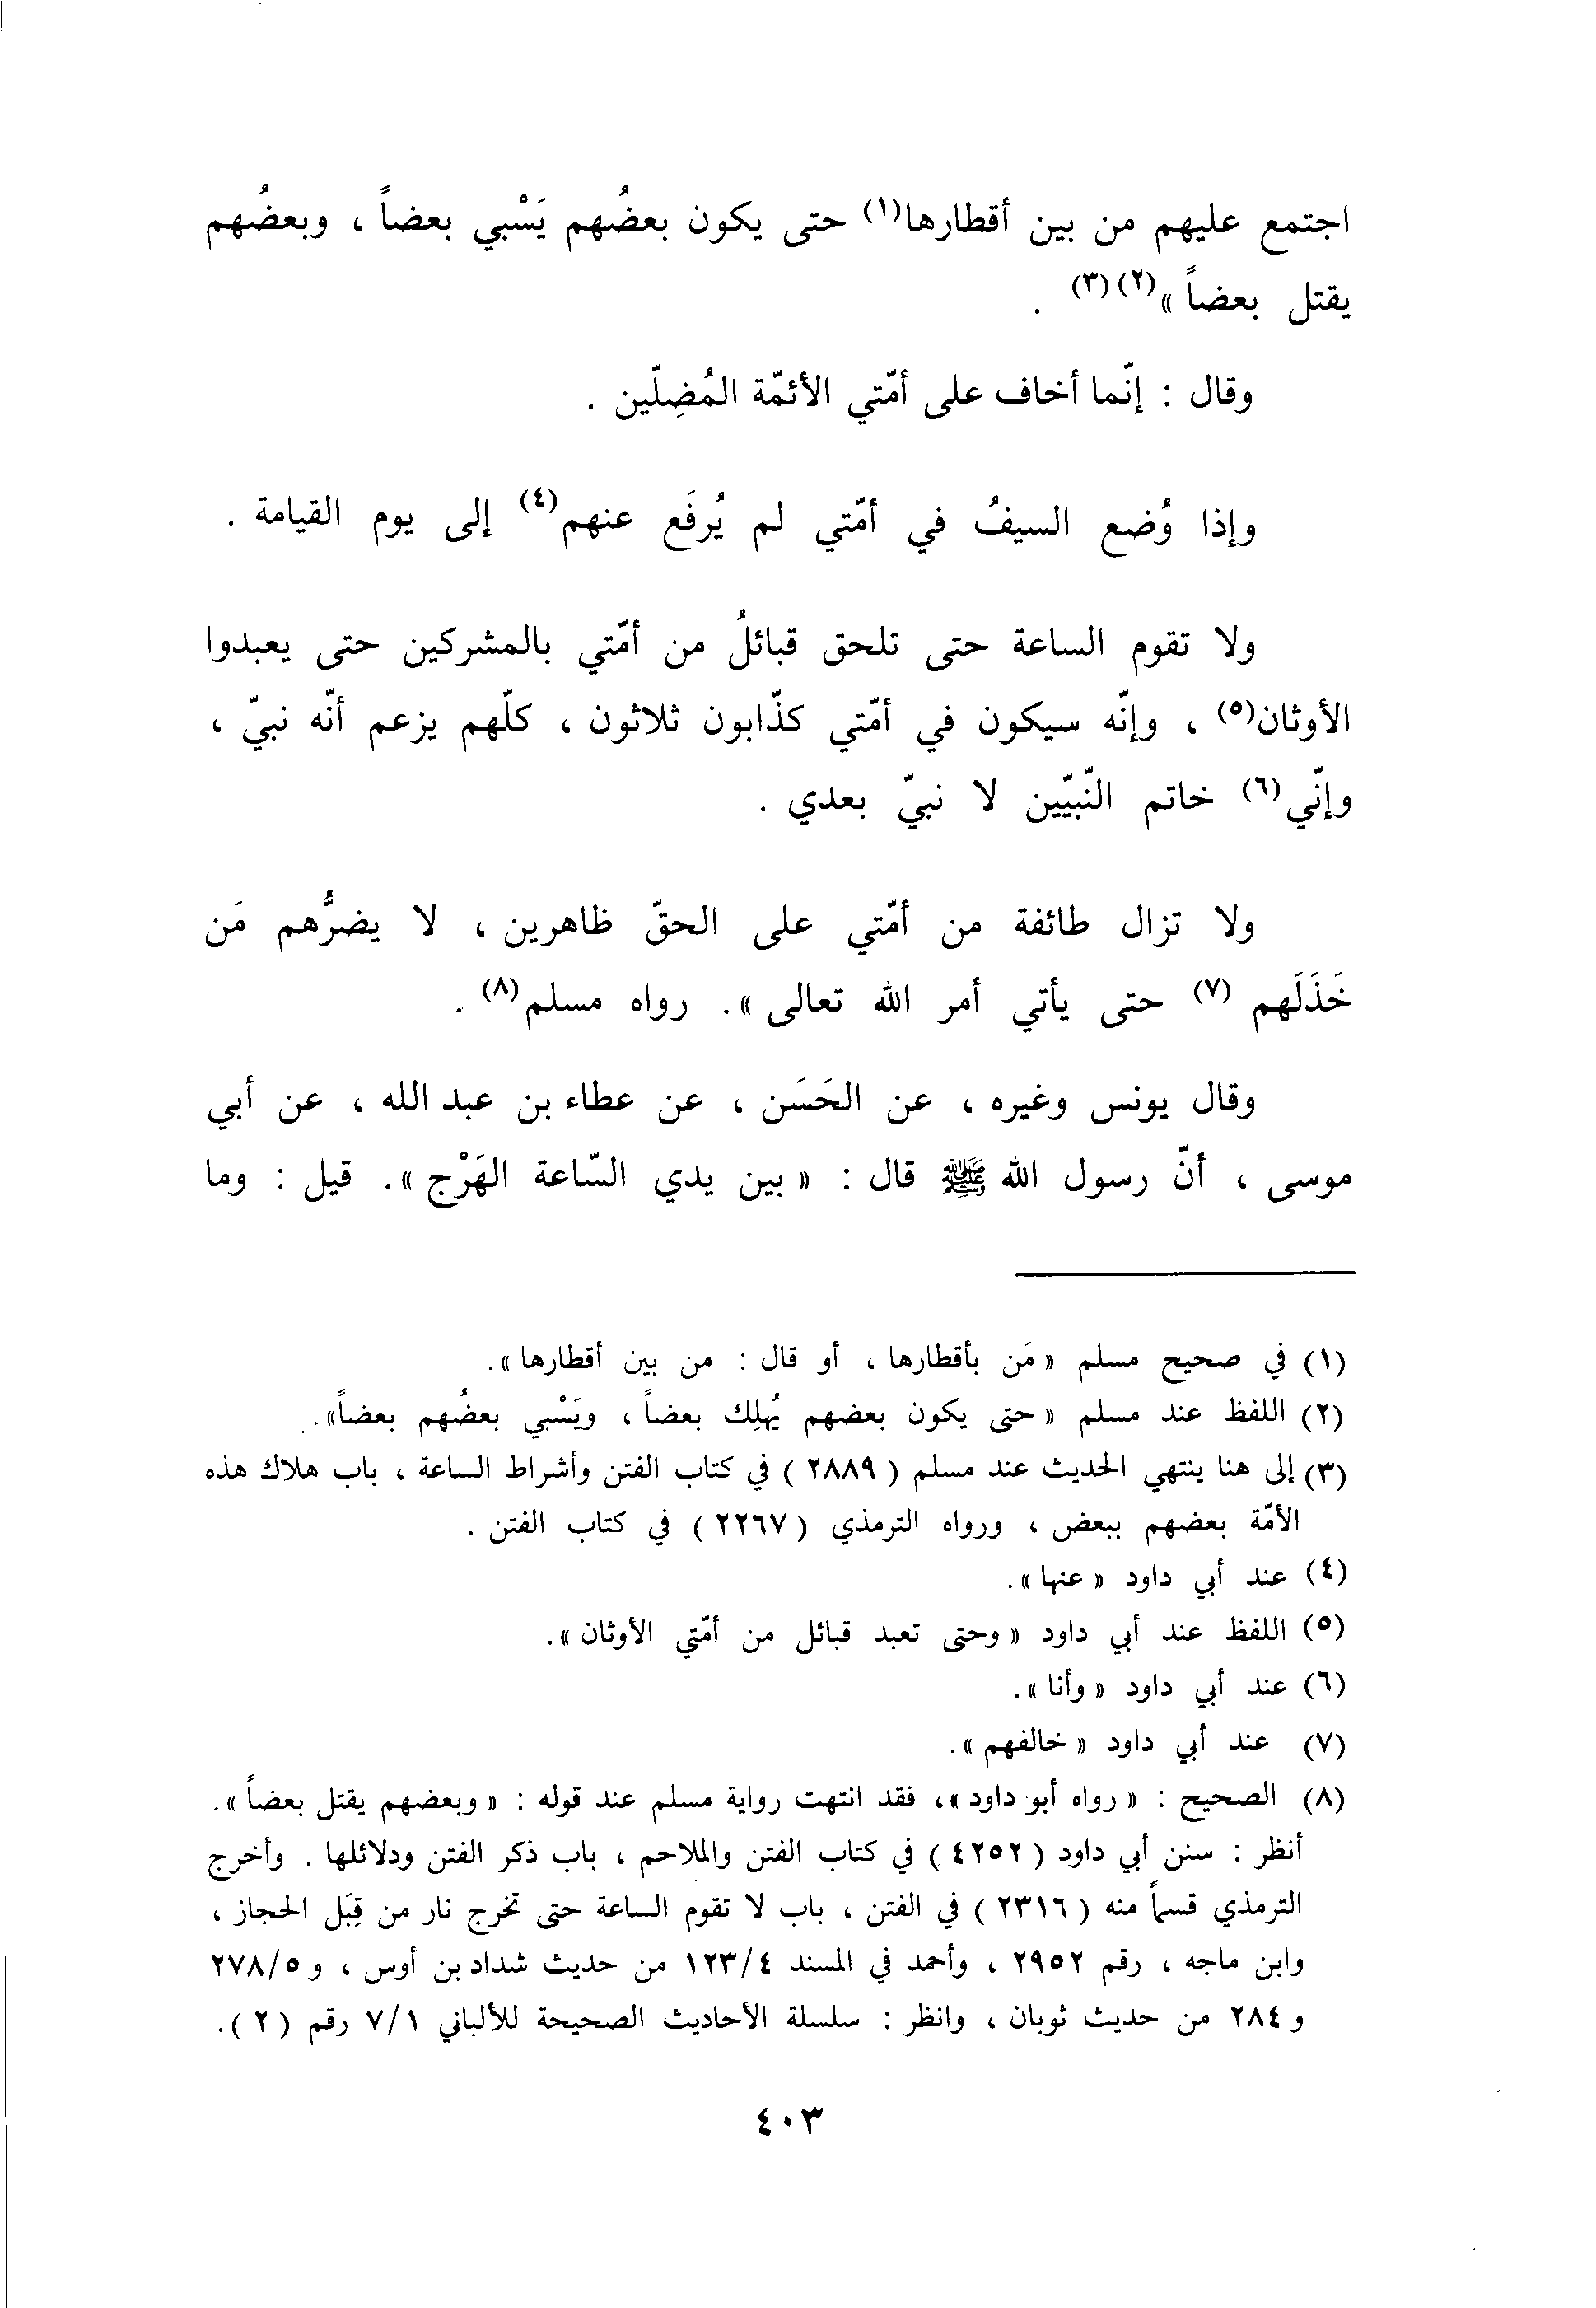 اجتمع عليهم من بين أقطارها(١) حتى يكون بعضُهم يَسْبي بعضاً ، وبعضُهم
يقتل بعضاً »(٢)(٣) .
وقال : إنّما أخاف على أمّتي الأئمّة المُضِلّين .
وإذا وُضع السيفُ في أمّتي لم يُرفَع عنهم(٤) إلى يوم القيامة .
ولا تقوم الساعة حتى تلحق قبائلُ من أمّتي بالمشركين حتى يعبدوا
الأوثان(٥) ، وإنّه سيكون في أمّتي كذّابون ثلاثون ، كلّهم يزعم أنّه نبيّ ،
وإنّي(٦) خاتم النّبيّين لا نبيّ بعدي .
ولا تزال طائفة من أمّتي على الحقّ ظاهرين ، لا يضرُّهم مَن
خَذَلَهم (٧) حتى يأتي أمر الله تعالى ». رواه مسلم(٨) .
وقال يونس وغيره ، عن الحَسَن ، عن عطاء بن عبد الله ، عن أبي
موسى ، أنّ رسول الله ﷺ قال : « بين يدي السّاعة الهَرْج ». قيل : وما
(١) في صحيح مسلم « مَن بأقطارها ، أو قال : من بين أقطارها ».
(٢) اللفظ عند مسلم « حتى يكون بعضهم يُهلِك بعضاً ، ويَسْبي بعضُهم بعضاً».
(٣) إلى هنا ينتهي الحديث عند مسلم ( ٢٨٨٩ ) في كتاب الفتن وأشراط الساعة ، باب هلاك هذه
الأمّة بعضهم ببعض ، ورواه الترمذي ( ٢٢٦٧ ) في كتاب الفتن .
(٤) عند أبي داود « عنها ».
(٥) اللفظ عند أبي داود « وحتى تعبد قبائل من أمّتي الأوثان ».
(٦) عند أبي داود « وأنا ».
(٧) عند أبي داود « خالفهم ».
(٨) الصحيح : « رواه أبو داود »، فقد انتهت رواية مسلم عند قوله : « وبعضهم يقتل بعضاً ».
أنظر : سنن أبي داود ( ٤٢٥٢ ) في كتاب الفتن والملاحم ، باب ذكر الفتن ودلائلها . وأخرج
الترمذي قسماً منه ( ٢٣١٦ ) في الفتن ، باب لا تقوم الساعة حتى تخرج نار من قِبَل الحجاز ،
وابن ماجه ، رقم ٢٩٥٢ ، وأحمد في المسند ١٢٣/٤ من حديث شداد بن أوس ، و ٢٧٨/٥
و ٢٨٤ من حديث ثوبان ، وانظر : سلسلة الأحاديث الصحيحة للألباني ٧/١ رقم ( ٢ ).
٤٠٣